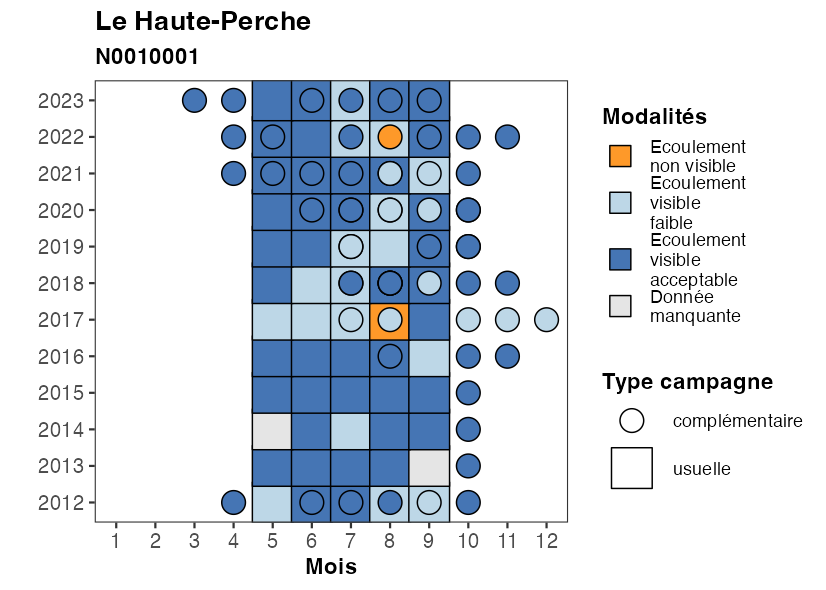 Le Haute-Perche
N0010001
2023
2022
2021
2020
2019
2018
2017
2016
2015
2014
2013
2012
1 2 3 4 5 6 7 8 9 10 11 12
Mois
Modalités
Ecoulement
non visible
Ecoulement
visible
faible
Ecoulement
visible
acceptable
Donnée
manquante
Type campagne
complémentaire
usuelle